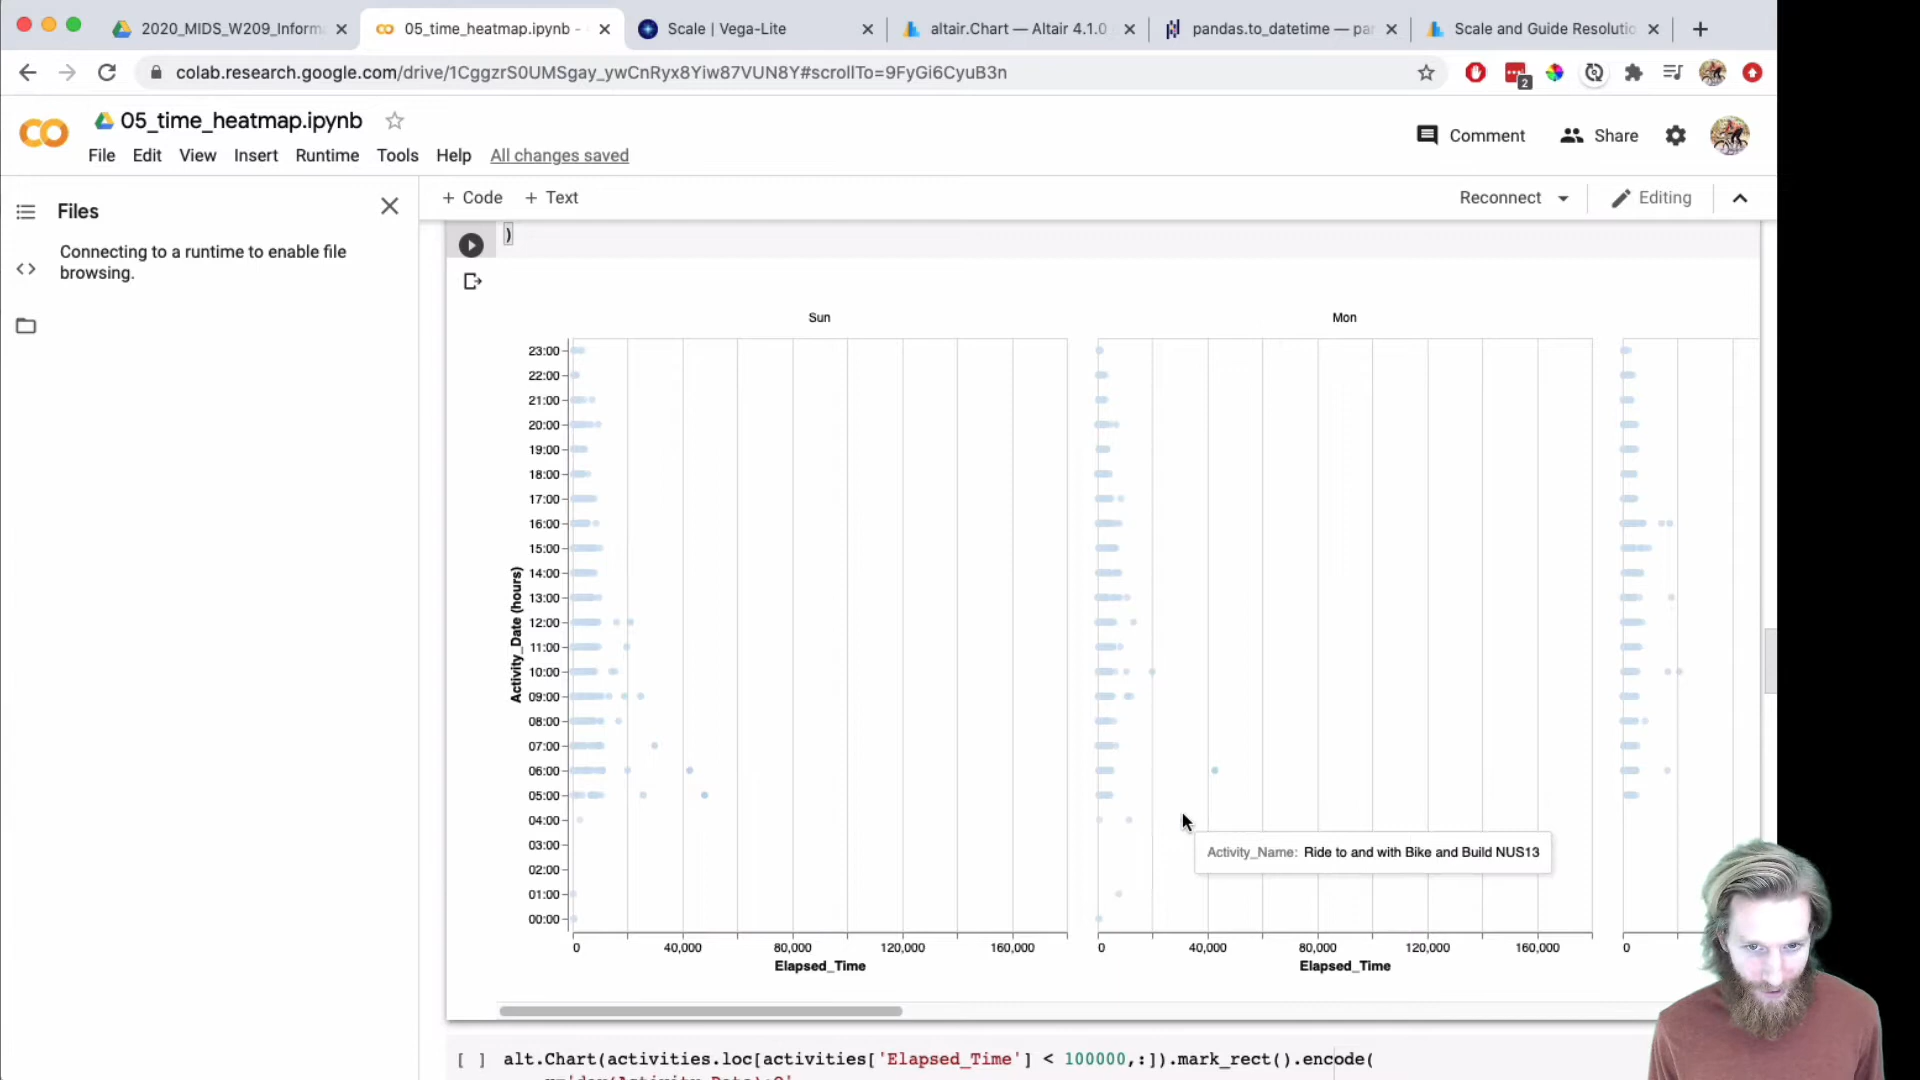 2020_MIDS_W209_Inform
05_time_heatmap.ipynb -
Scale | Vega-Lite
altair.Chart — Altair 4.1.0
pandas.to_datetime — pa
Scale and Guide Resolutio
colab.research.google.com/drive/1CggzrS0UMSgay_ywCnRyx8Yiw87VUN8Y#scrollTo=9FyGi6CyuB3n
2
CO
05_time_heatmap.ipynb
Comment
Share
File Edit View Insert Runtime Tools Help All changes saved
Files
+ Code + Text
Reconnect
Editing
Connecting to a runtime to enable file
browsing.
)
Sun
Mon
23:00
22:00
21:00
20:00
19:00
18:00
17:00
16:00
15:00
14:00
13:00
12:00
11:00
10:00
09:00
08:00
07:00
06:00
05:00
04:00
03:00
02:00
01:00
00:00
Activity_Date (hours)
Activity_Name: Ride to and with Bike and Build NUS13
0 40,000 80,000 120,000 160,000
0 40,000 80,000 120,000 160,000
0
Elapsed_Time
Elapsed_Time
[ ] alt.Chart(activities.loc[activities['Elapsed_Time'] < 100000,:]).mark_rect().encode(